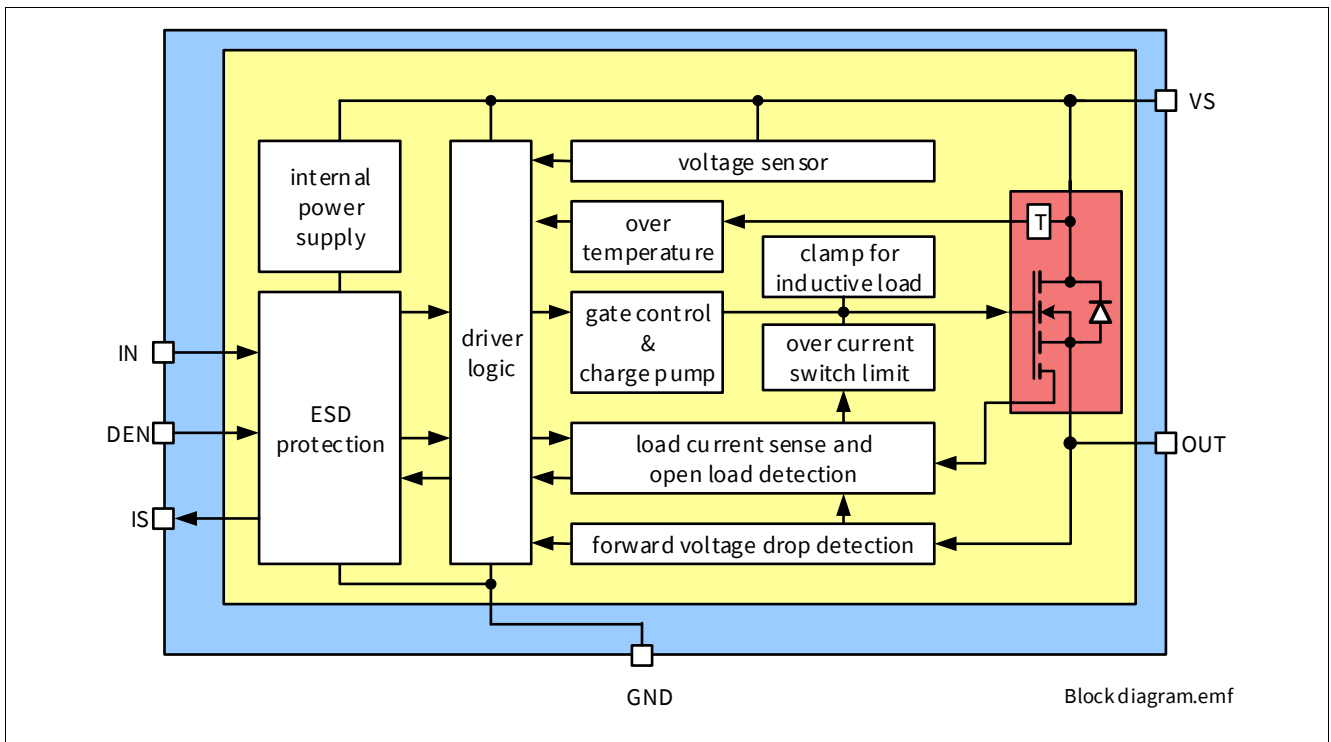 VS
internal
power
supply
voltage sensor
over
temperature
T
clamp for
inductive load
gate control
&
charge pump
driver
logic
over current
switch limit
IN
DEN
IS
ESD
protection
load current sense and
open load detection
OUT
forward voltage drop detection
GND
Block diagram.emf